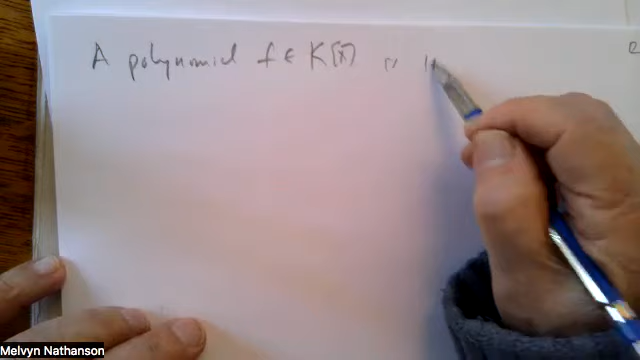 A polynomial f ∈ K[x] is
Melvyn Nathanson